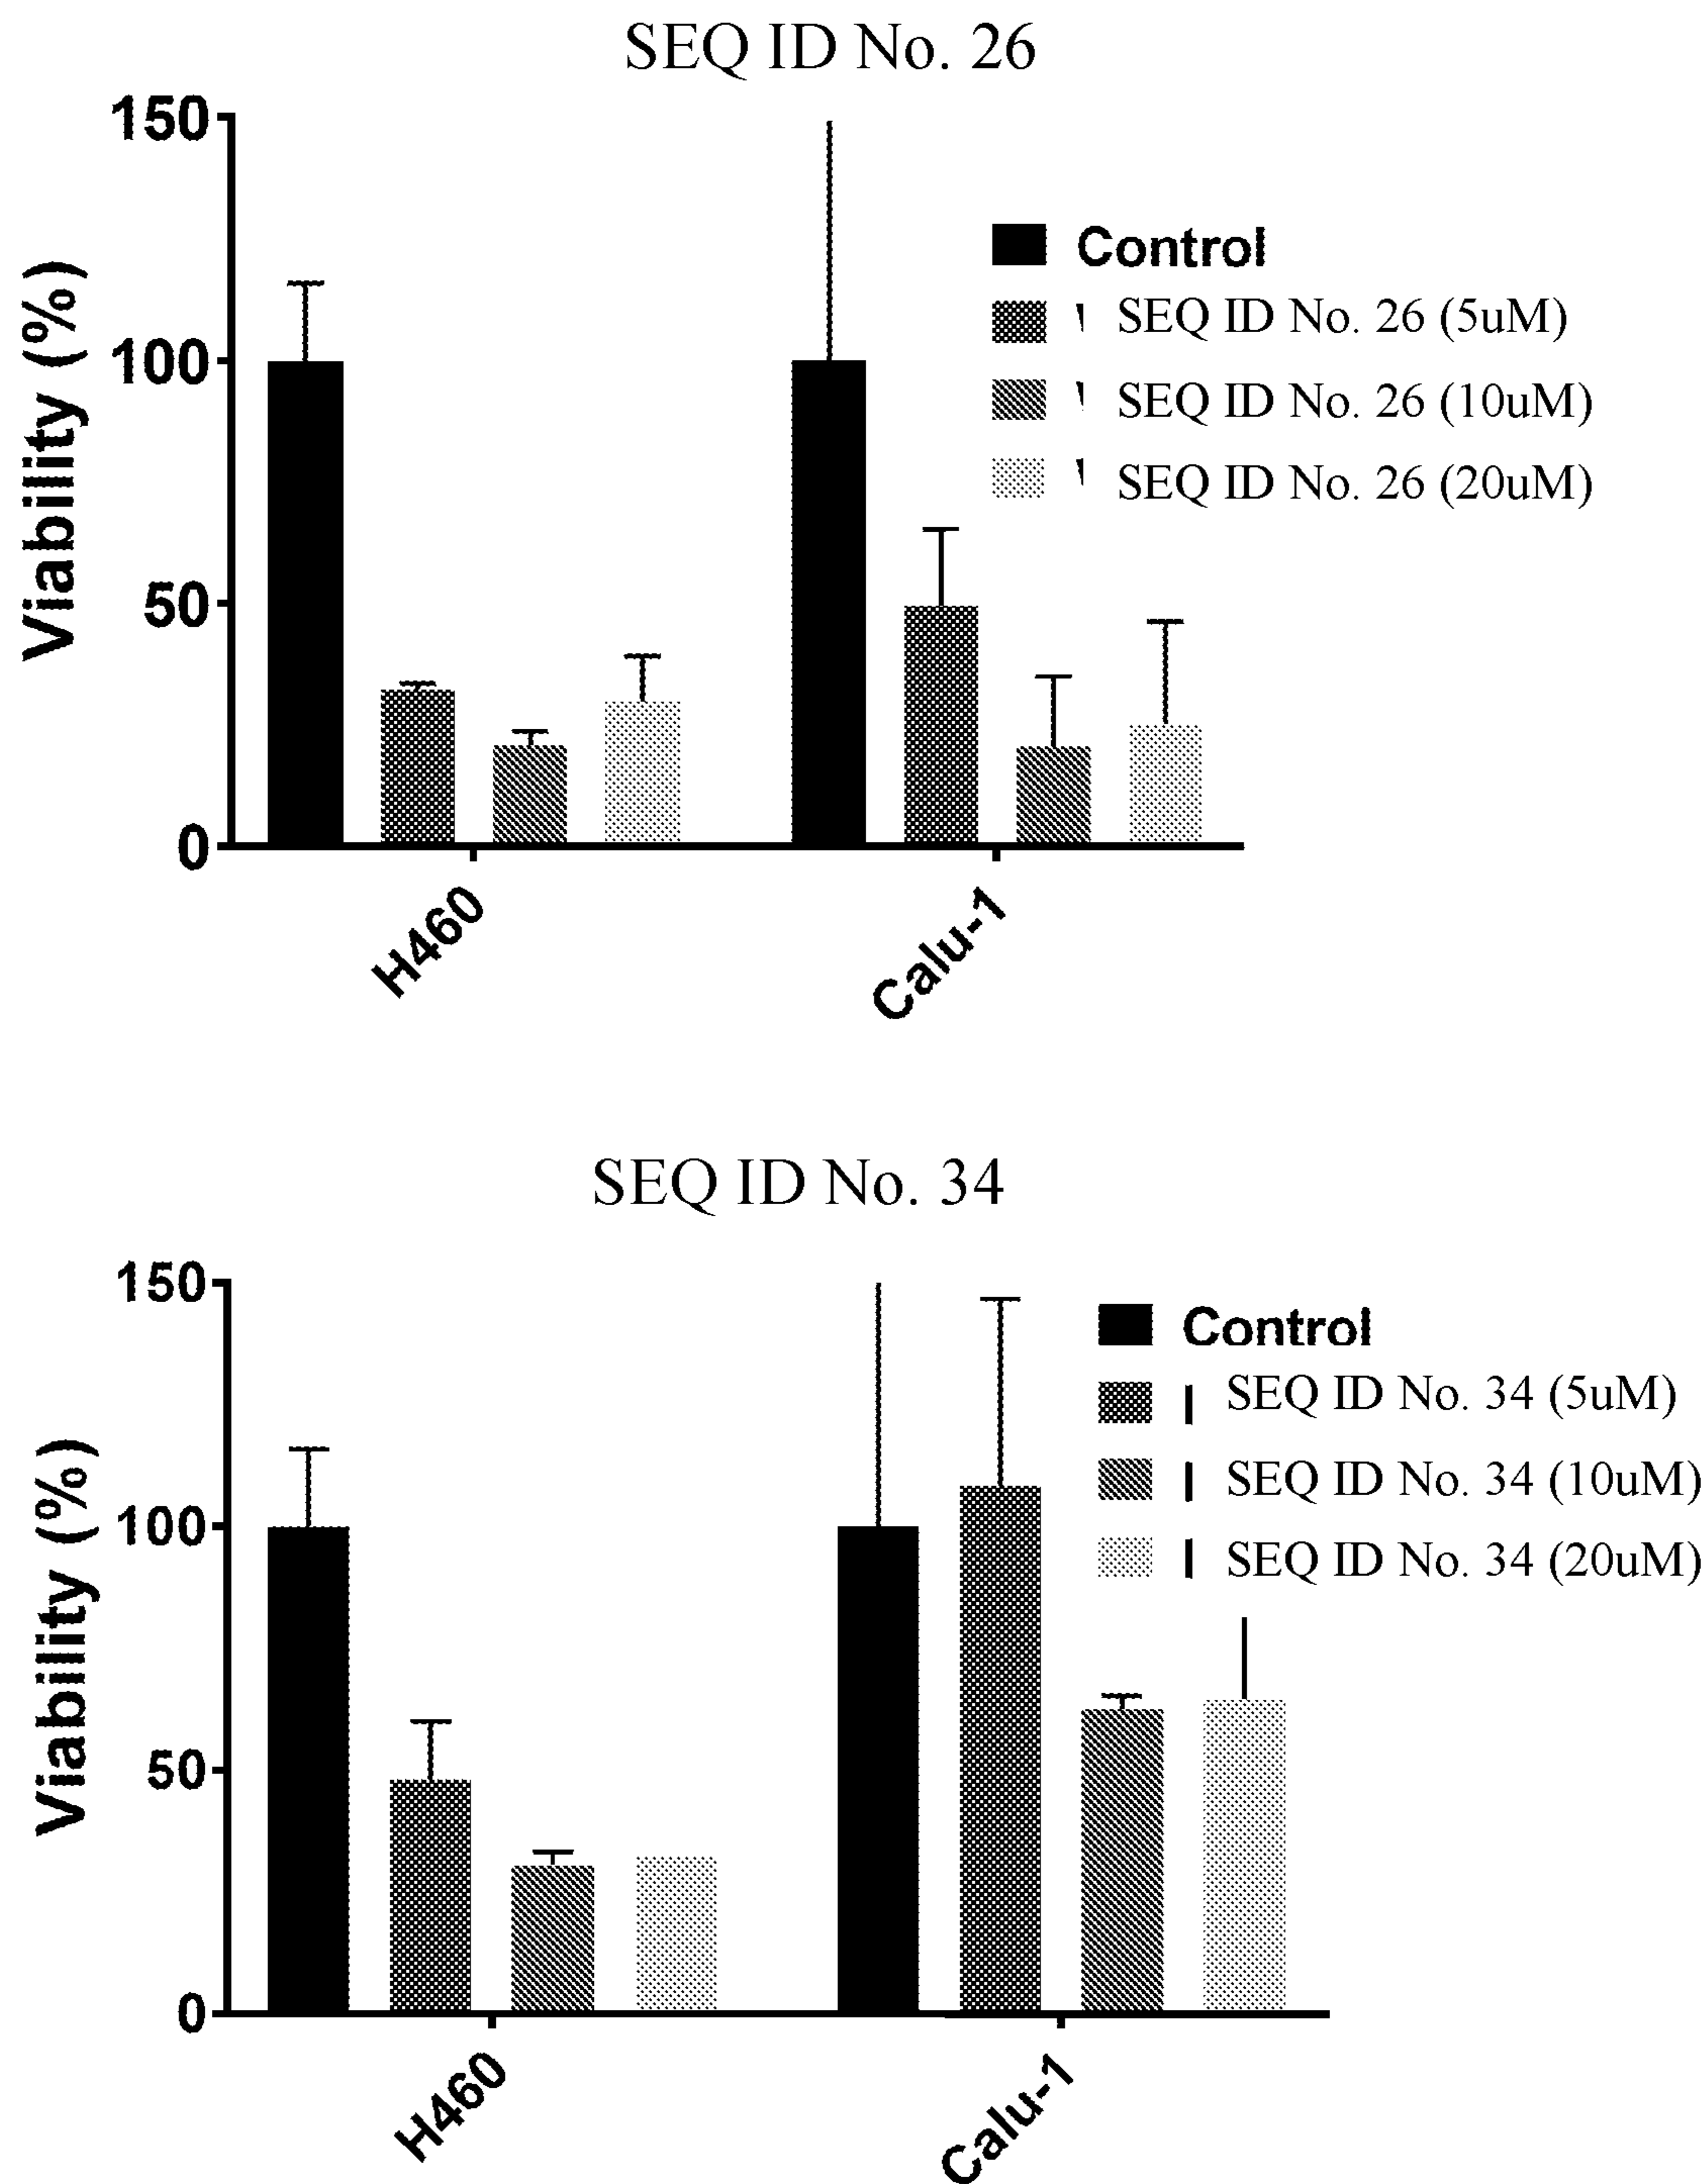 SEQ ID No. 26
Viability (%)
150
100
50
0
Control
SEQ ID No. 26 (5uM)
SEQ ID No. 26 (10uM)
SEQ ID No. 26 (20uM)
H460
Calu-1
SEQ ID No. 34
Viability (%)
150
100
50
0
Control
SEQ ID No. 34 (5uM)
SEQ ID No. 34 (10uM)
SEQ ID No. 34 (20uM)
H460
Calu-1